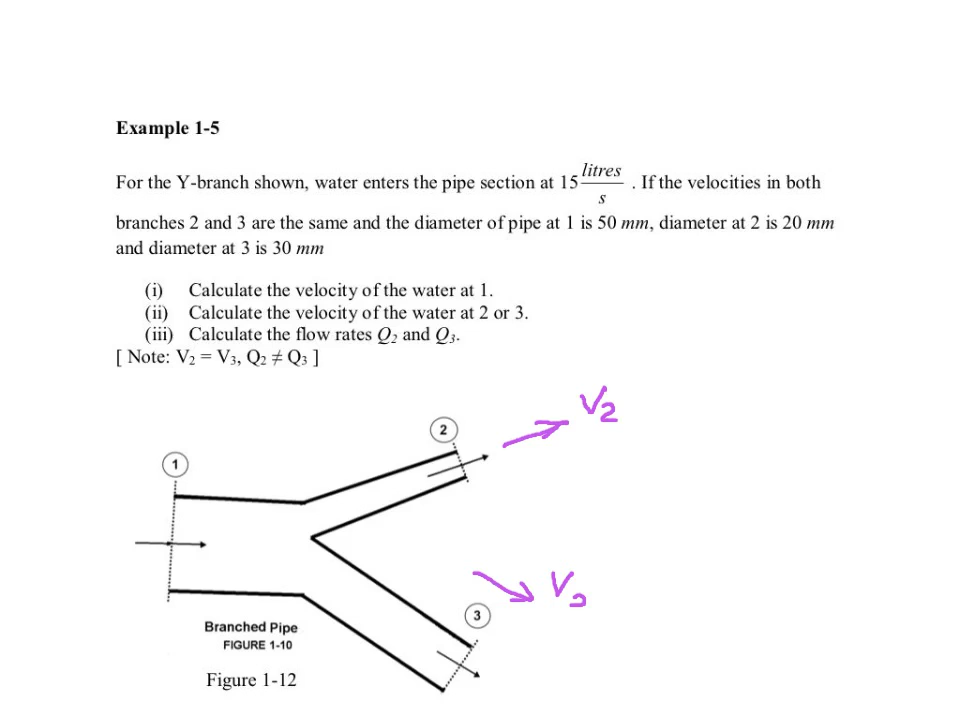 Example 1-5
For the Y-branch shown, water enters the pipe section at 15 litres/s . If the velocities in both
branches 2 and 3 are the same and the diameter of pipe at 1 is 50 mm, diameter at 2 is 20 mm
and diameter at 3 is 30 mm
(i) Calculate the velocity of the water at 1.
(ii) Calculate the velocity of the water at 2 or 3.
(iii) Calculate the flow rates Q₂ and Q₃.
[ Note: V₂ = V₃, Q₂ ≠ Q₃ ]
V₂
2
1
V₃
3
Branched Pipe
FIGURE 1-10
Figure 1-12